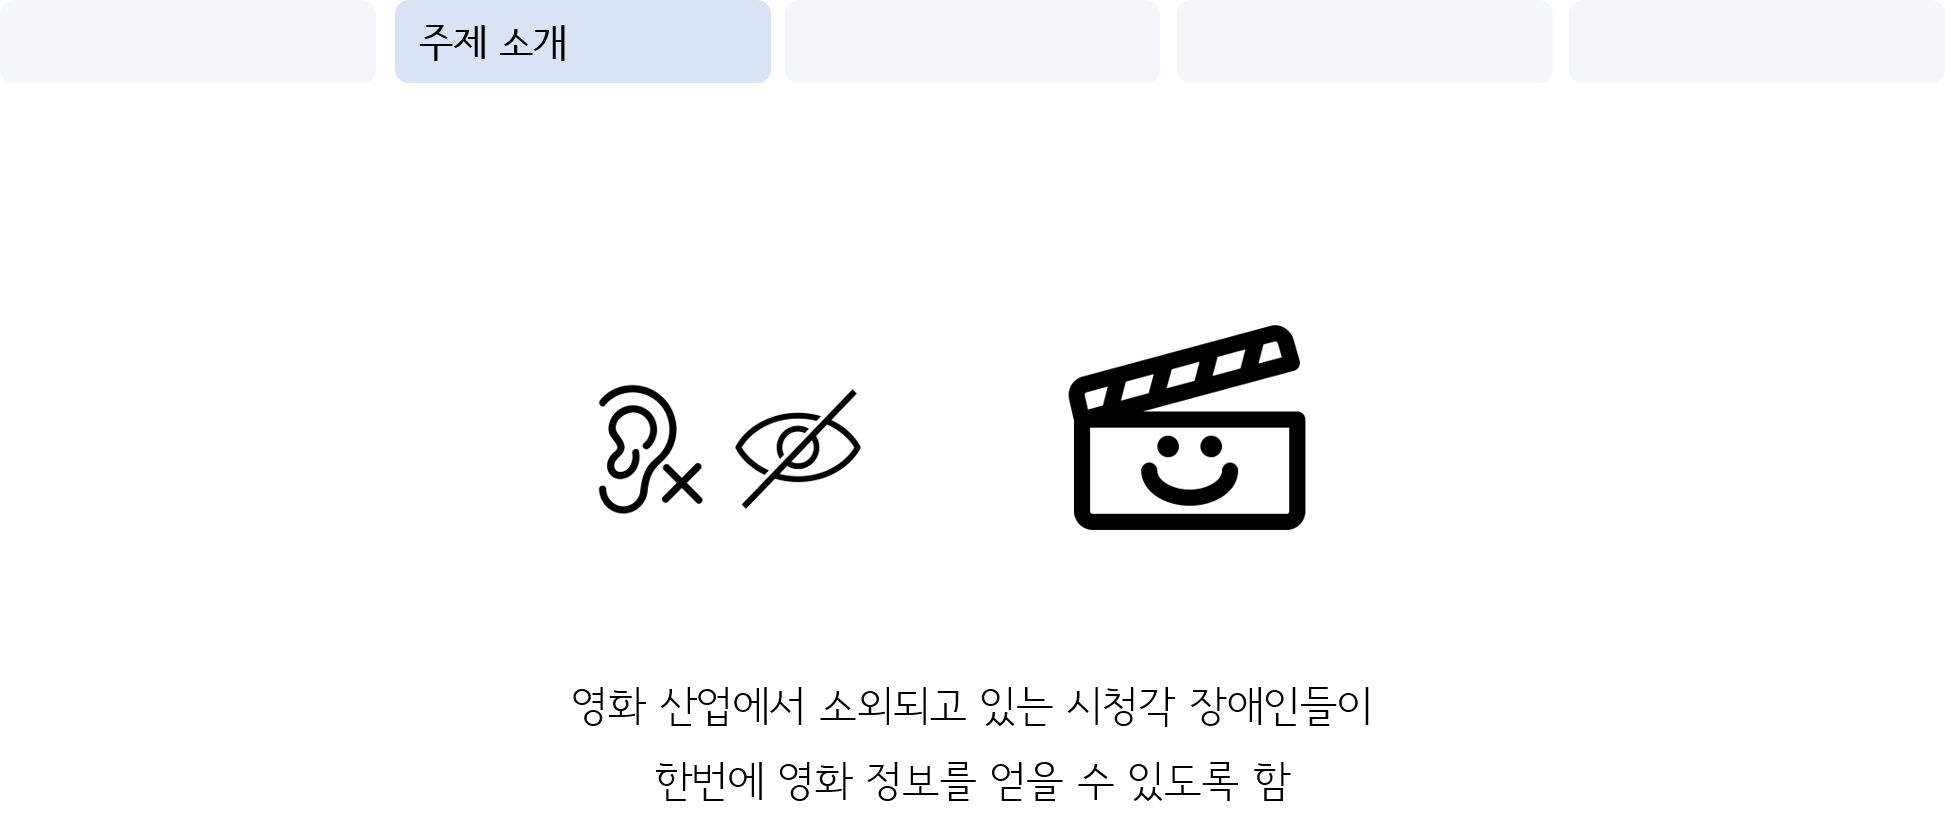 주제 소개
영화 산업에서 소외되고 있는 시청각 장애인들이
한번에 영화 정보를 얻을 수 있도록 함